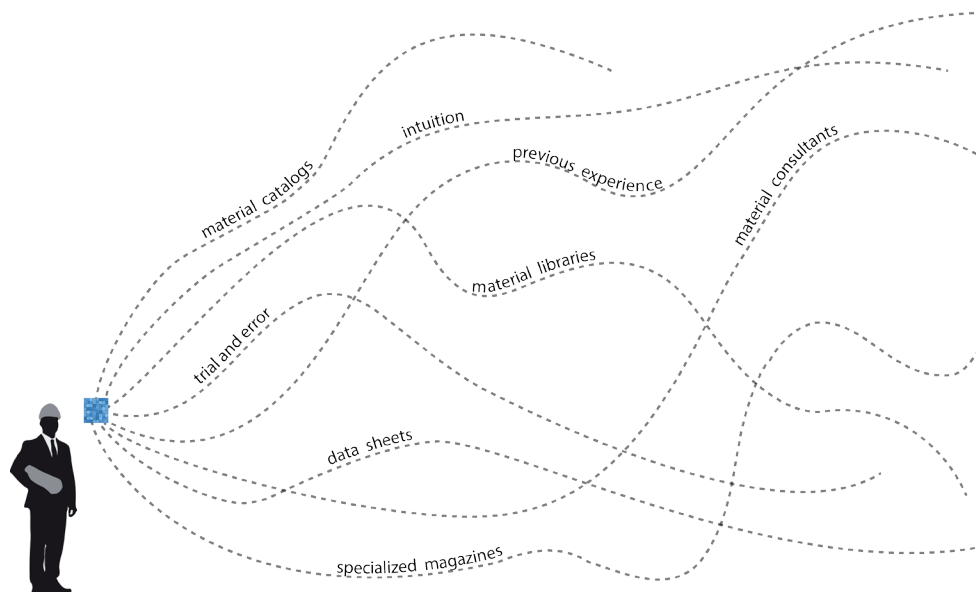 material catalogs
intuition
previous experience
material consultants
material libraries
trial and error
data sheets
specialized magazines